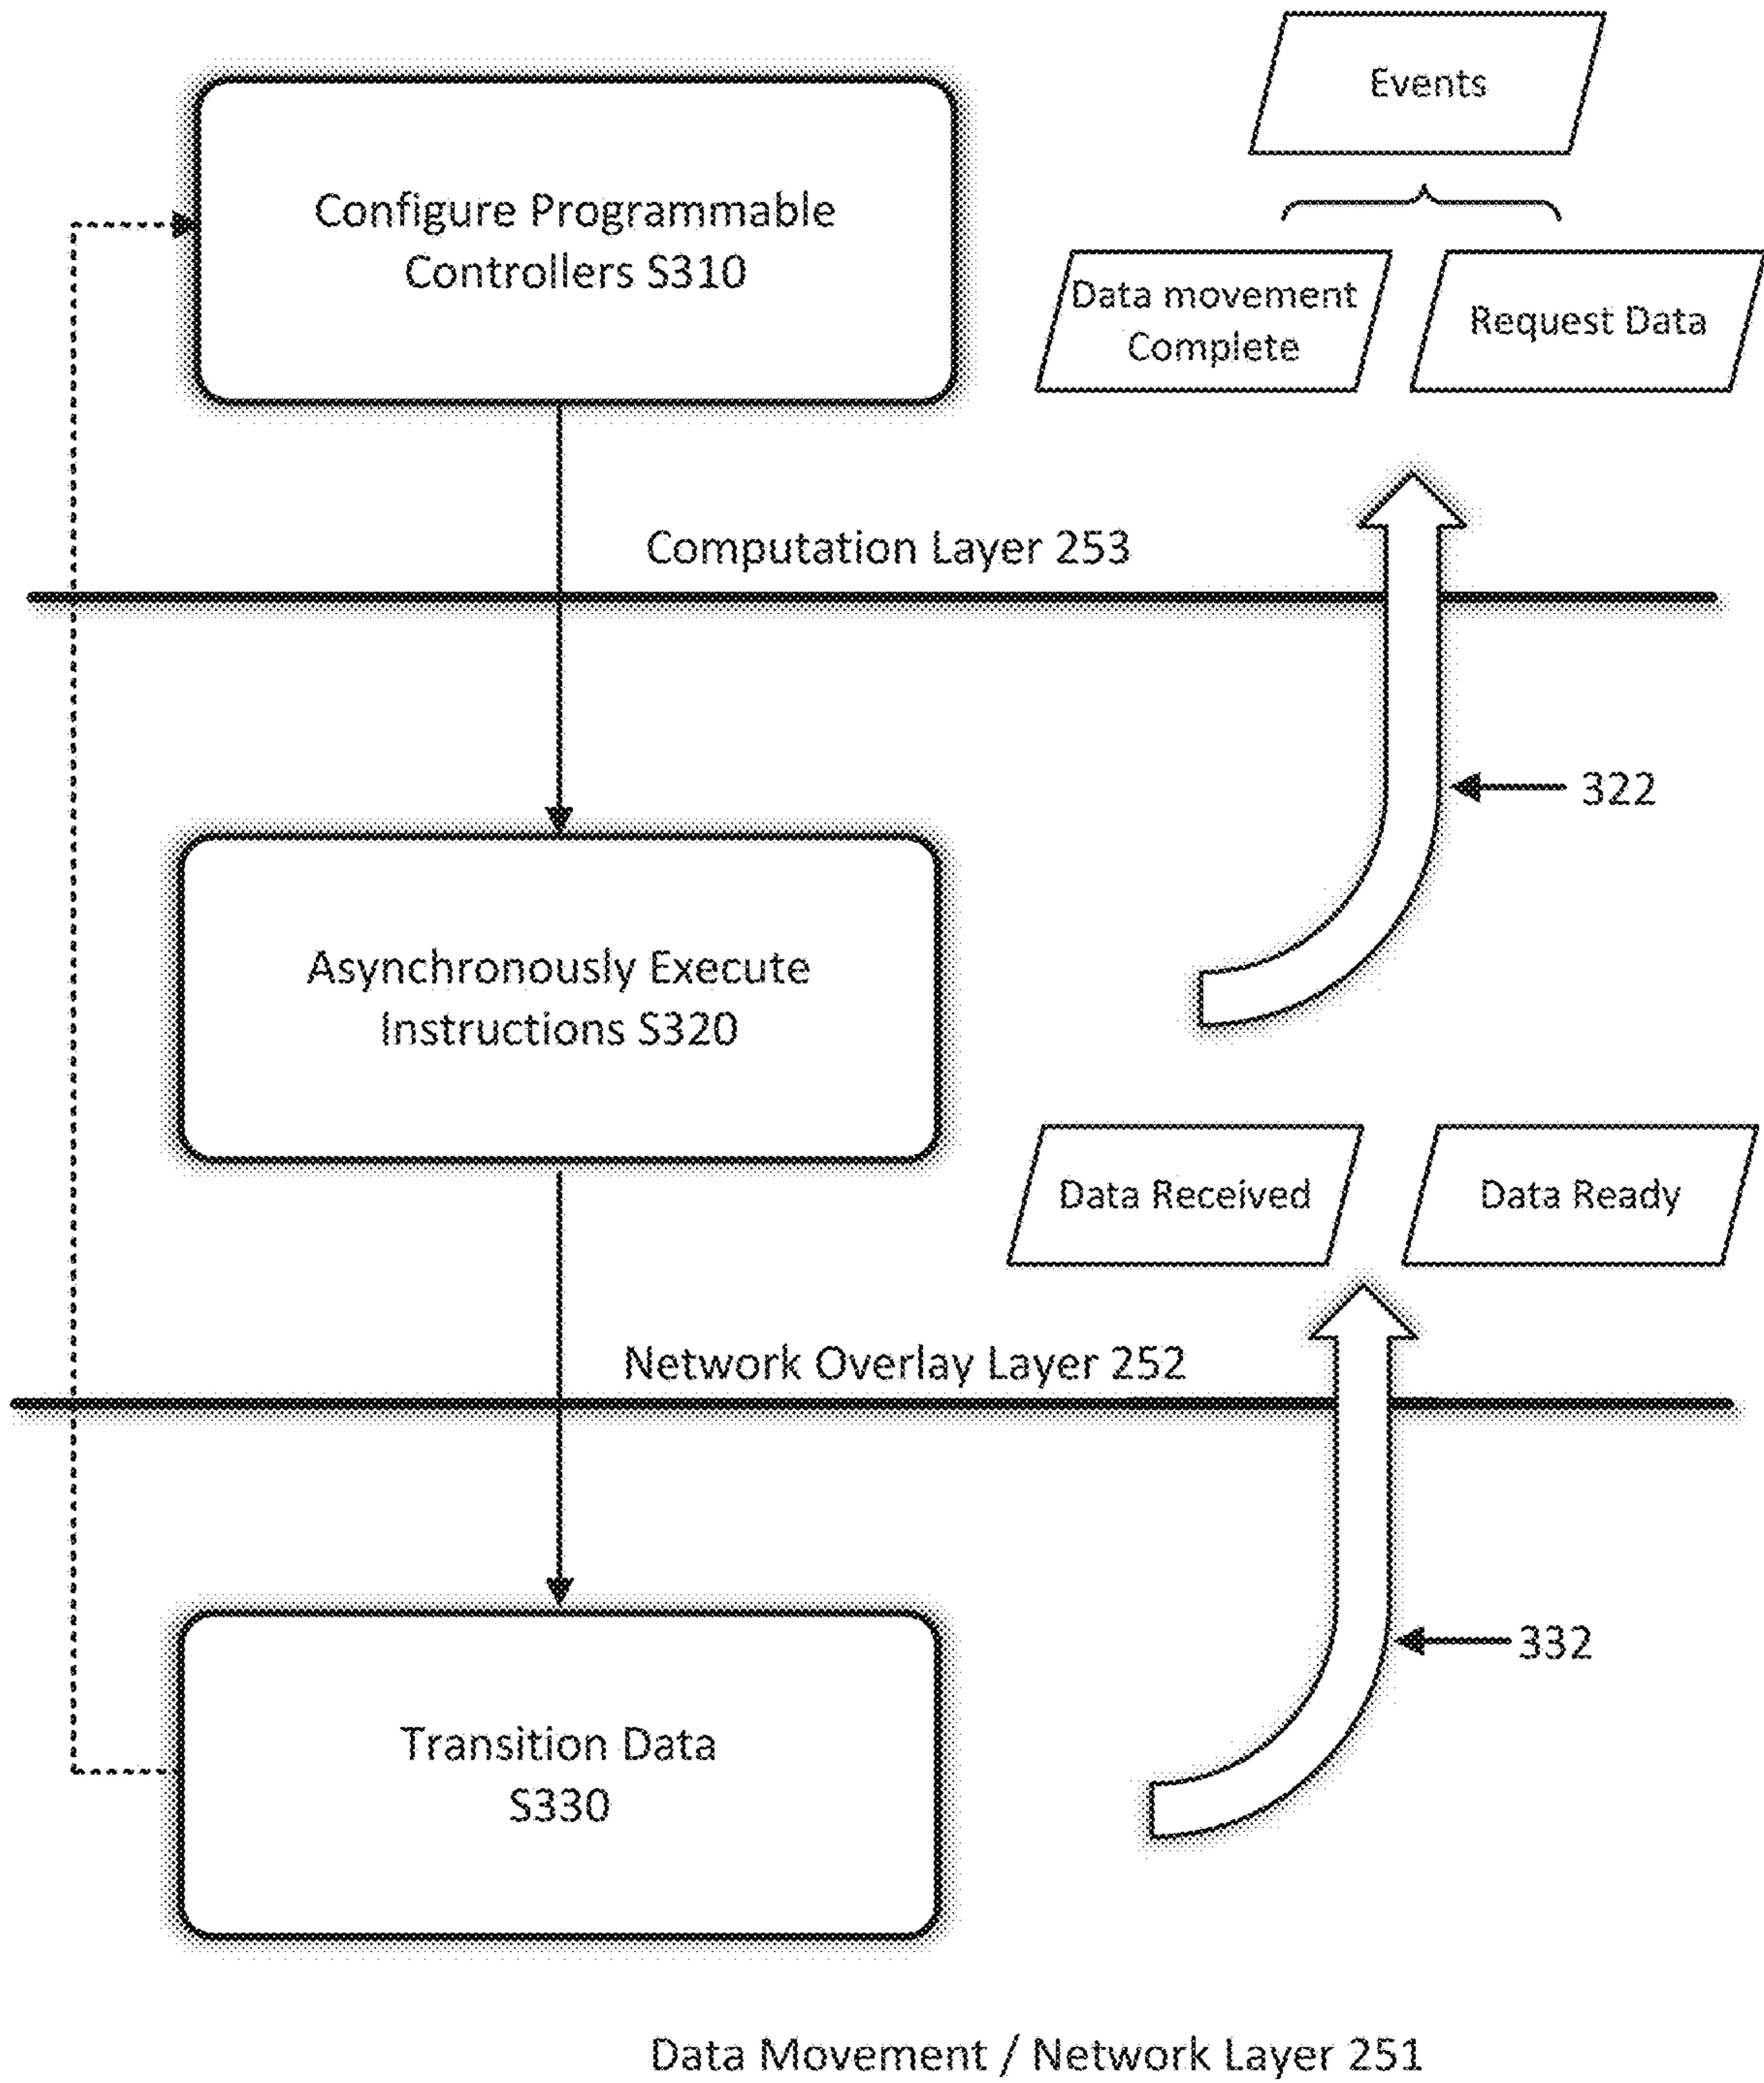 Events
Configure Programmable
Controllers S310
Data movement
Complete
Request Data
Computation Layer 253
322
Asynchronously Execute
Instructions S320
Data Received
Data Ready
Network Overlay Layer 252
332
Transition Data
S330
Data Movement / Network Layer 251